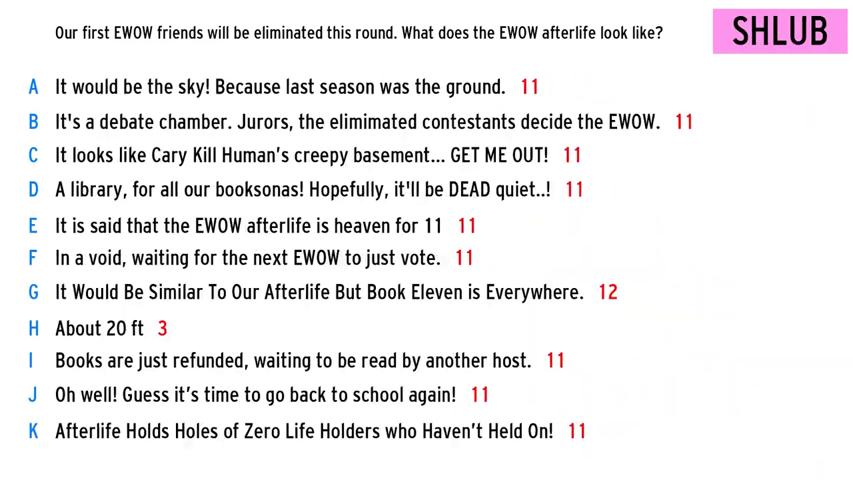 Our first EWOW friends will be eliminated this round. What does the EWOW afterlife look like?
SHLUB
A It would be the sky! Because last season was the ground. 11
B It's a debate chamber. Jurors, the elimimated contestants decide the EWOW. 11
C It looks like Cary Kill Human's creepy basement... GET ME OUT! 11
D A library, for all our booksonas! Hopefully, it'll be DEAD quiet..! 11
E It is said that the EWOW afterlife is heaven for 11 11
F In a void, waiting for the next EWOW to just vote. 11
G It Would Be Similar To Our Afterlife But Book Eleven is Everywhere. 12
H About 20 ft 3
I Books are just refunded, waiting to be read by another host. 11
J Oh well! Guess it's time to go back to school again! 11
K Afterlife Holds Holes of Zero Life Holders who Haven't Held On! 11